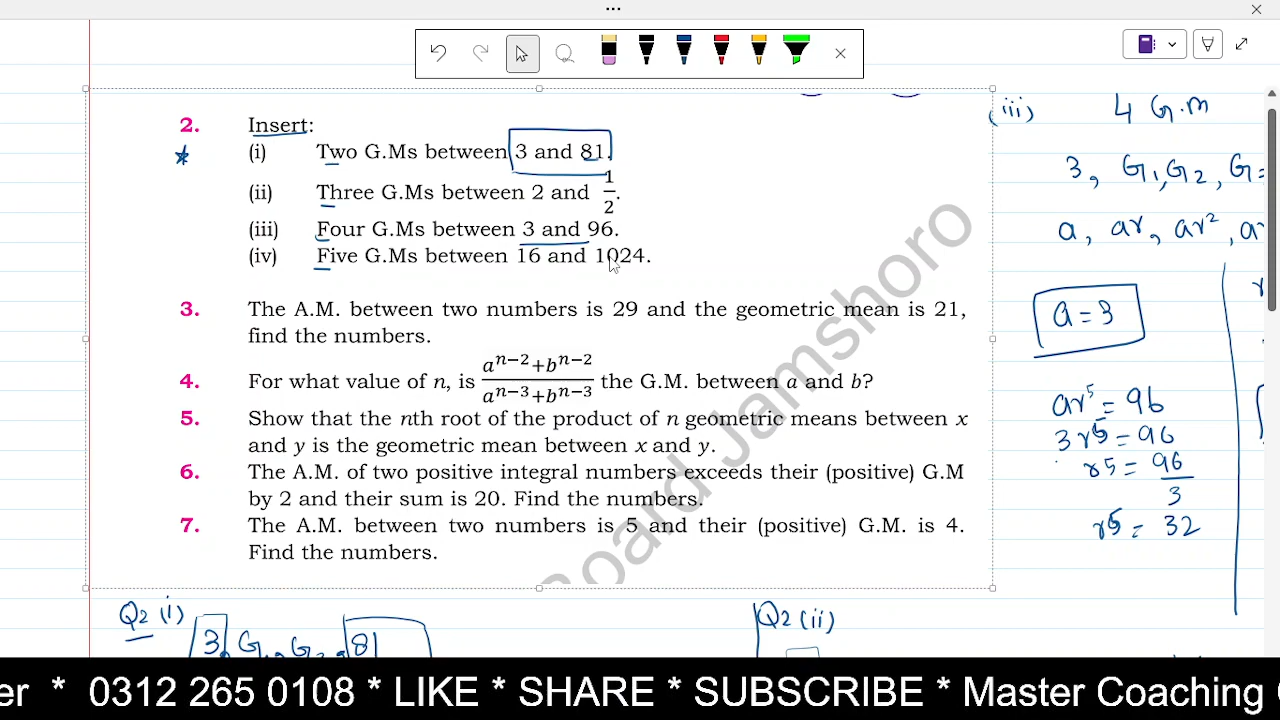 2. Insert:
(i) Two G.Ms between 3 and 81.
(ii) Three G.Ms between 2 and 1/2.
(iii) Four G.Ms between 3 and 96.
(iv) Five G.Ms between 16 and 1024.
3. The A.M. between two numbers is 29 and the geometric mean is 21,
find the numbers.
4. For what value of n, is (aⁿ⁻²+bⁿ⁻²)/(aⁿ⁻³+bⁿ⁻³) the G.M. between a and b?
5. Show that the nth root of the product of n geometric means between x
and y is the geometric mean between x and y.
6. The A.M. of two positive integral numbers exceeds their (positive) G.M
by 2 and their sum is 20. Find the numbers.
7. The A.M. between two numbers is 5 and their (positive) G.M. is 4.
Find the numbers.
Board Jamshoro
(iii) 4 G.m
3, G₁, G₂, G
a, ar, ar², a
a = 3
ar⁵ = 96
3r⁵ = 96
r⁵ = 96/3
r⁵ = 32
Q2 (i)
3, G₁, G₂, 81
Q2 (ii)
er * 0312 265 0108 * LIKE * SHARE * SUBSCRIBE * Master Coaching